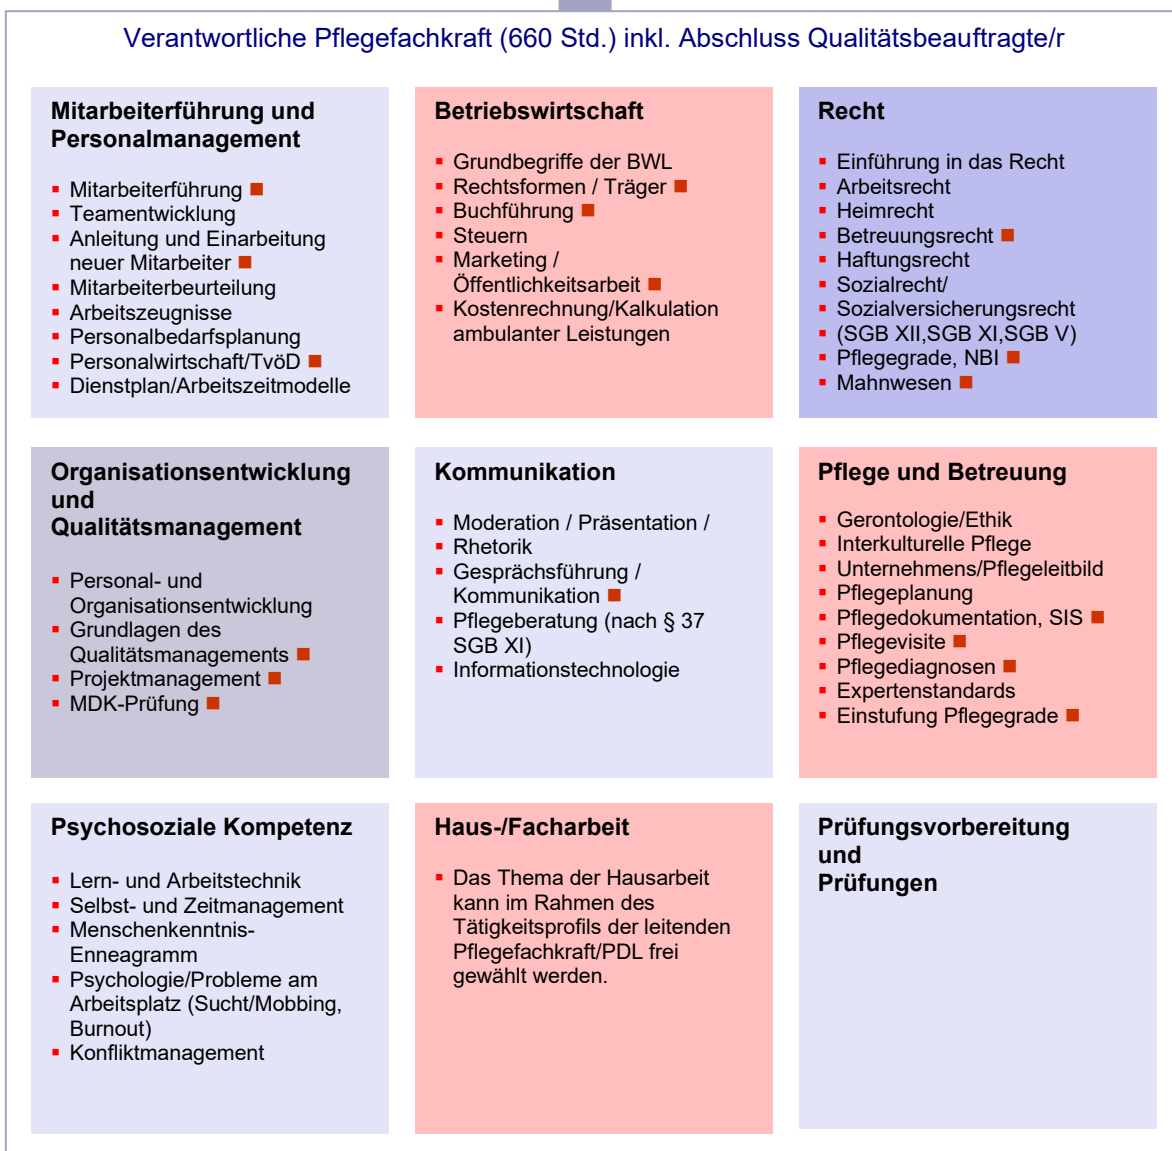 Verantwortliche Pflegefachkraft (660 Std.) inkl. Abschluss Qualitätsbeauftragte/r
Mitarbeiterführung und
Personalmanagement
▪ Mitarbeiterführung ■
▪ Teamentwicklung
▪ Anleitung und Einarbeitung
neuer Mitarbeiter ■
▪ Mitarbeiterbeurteilung
▪ Arbeitszeugnisse
▪ Personalbedarfsplanung
▪ Personalwirtschaft/TvöD ■
▪ Dienstplan/Arbeitszeitmodelle
Betriebswirtschaft
▪ Grundbegriffe der BWL
▪ Rechtsformen / Träger ■
▪ Buchführung ■
▪ Steuern
▪ Marketing /
Öffentlichkeitsarbeit ■
▪ Kostenrechnung/Kalkulation
ambulanter Leistungen
Recht
▪ Einführung in das Recht
▪ Arbeitsrecht
▪ Heimrecht
▪ Betreuungsrecht ■
▪ Haftungsrecht
▪ Sozialrecht/
▪ Sozialversicherungsrecht
▪ (SGB XII,SGB XI,SGB V)
▪ Pflegegrade, NBI ■
▪ Mahnwesen ■
Organisationsentwicklung
und
Qualitätsmanagement
▪ Personal- und
Organisationsentwicklung
▪ Grundlagen des
Qualitätsmanagements ■
▪ Projektmanagement ■
▪ MDK-Prüfung ■
Kommunikation
▪ Moderation / Präsentation /
▪ Rhetorik
▪ Gesprächsführung /
Kommunikation ■
▪ Pflegeberatung (nach § 37
SGB XI)
▪ Informationstechnologie
Pflege und Betreuung
▪ Gerontologie/Ethik
▪ Interkulturelle Pflege
▪ Unternehmens/Pflegeleitbild
▪ Pflegeplanung
▪ Pflegedokumentation, SIS ■
▪ Pflegevisite ■
▪ Pflegediagnosen ■
▪ Expertenstandards
▪ Einstufung Pflegegrade ■
Psychosoziale Kompetenz
▪ Lern- und Arbeitstechnik
▪ Selbst- und Zeitmanagement
▪ Menschenkenntnis-
Enneagramm
▪ Psychologie/Probleme am
Arbeitsplatz (Sucht/Mobbing,
Burnout)
▪ Konfliktmanagement
Haus-/Facharbeit
▪ Das Thema der Hausarbeit
kann im Rahmen des
Tätigkeitsprofils der leitenden
Pflegefachkraft/PDL frei
gewählt werden.
Prüfungsvorbereitung
und
Prüfungen